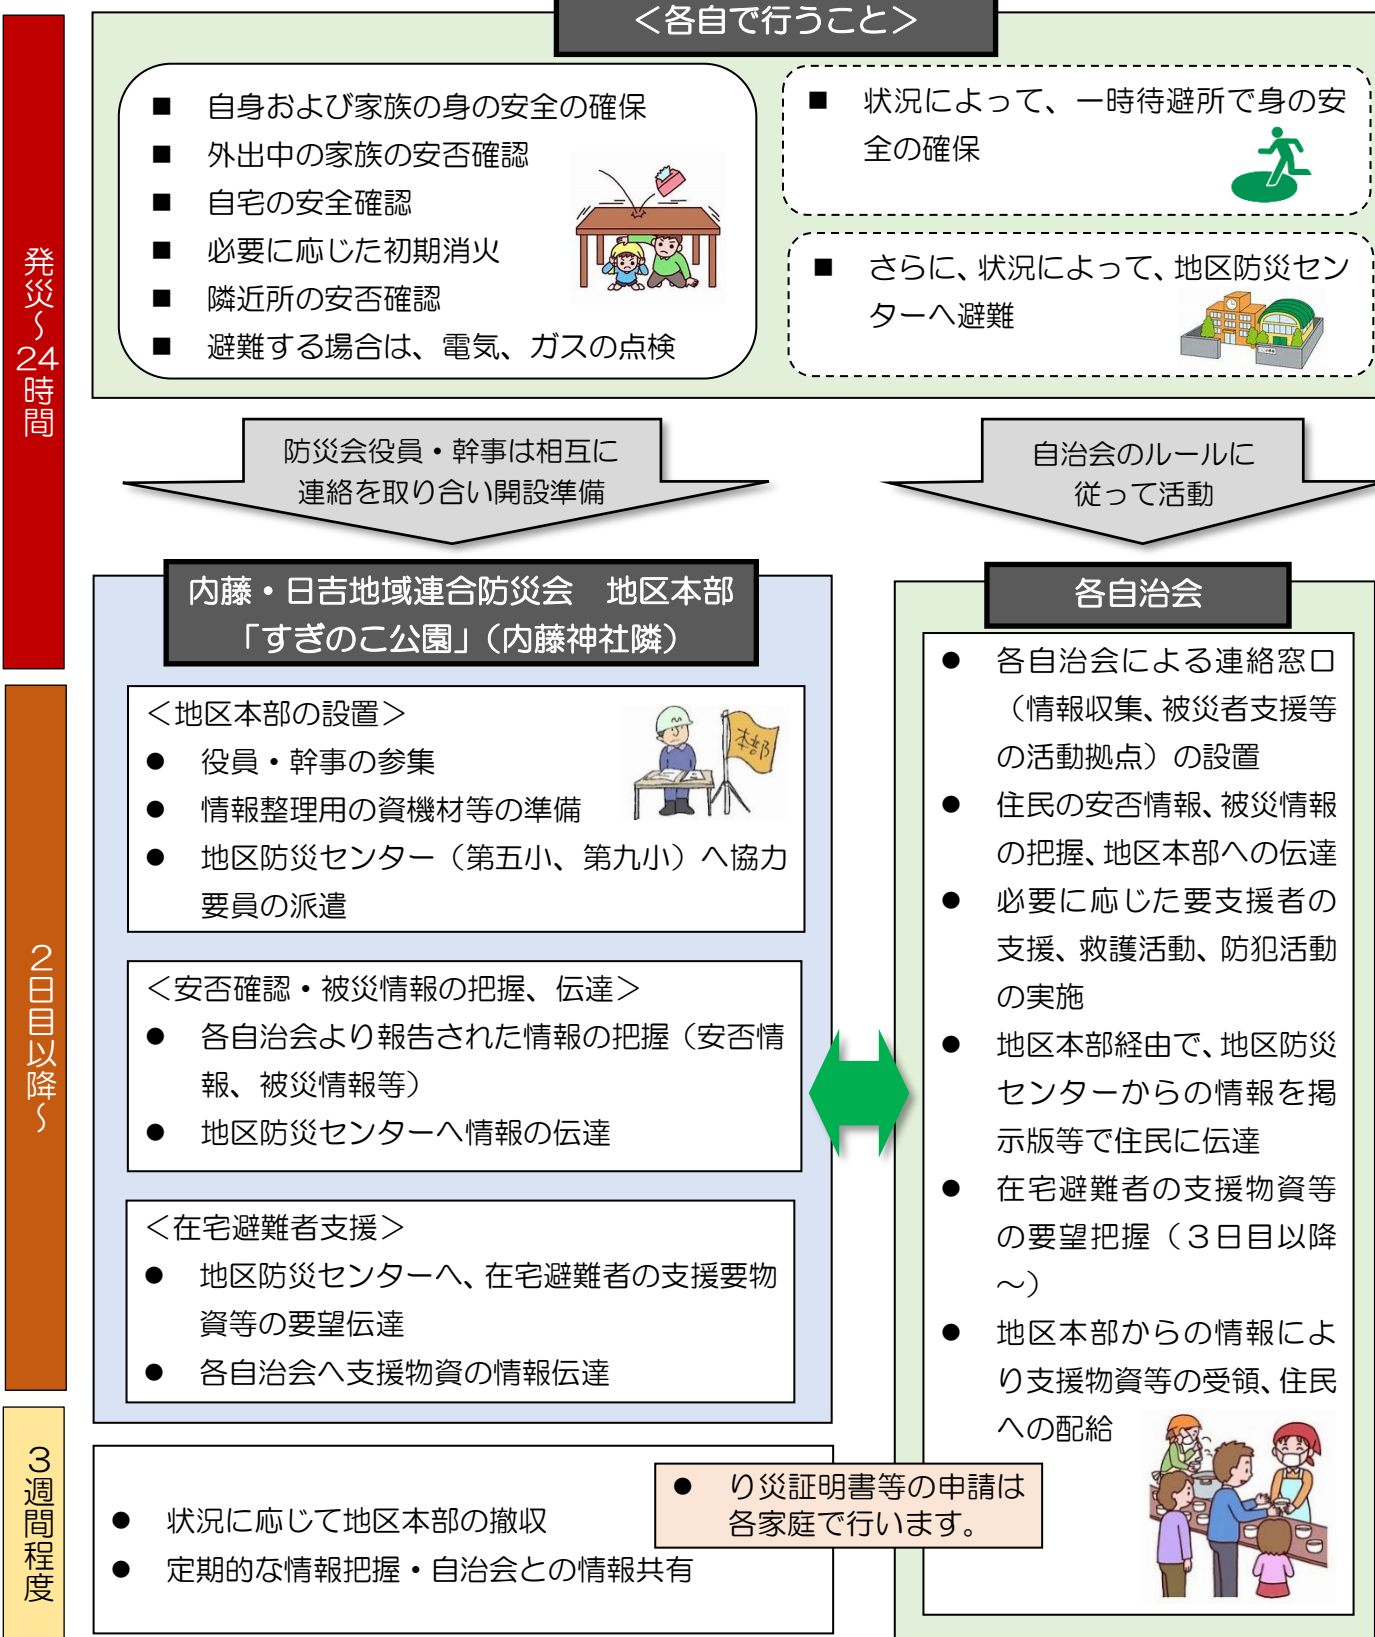 ＜各自で行うこと＞
発災～24時間
■ 自身および家族の身の安全の確保
■ 外出中の家族の安否確認
■ 自宅の安全確認
■ 必要に応じた初期消火
■ 隣近所の安否確認
■ 避難する場合は、電気、ガスの点検
■ 状況によって、一時待避所で身の安
全の確保
■ さらに、状況によって、地区防災セン
ターへ避難
防災会役員・幹事は相互に
連絡を取り合い開設準備
自治会のルールに
従って活動
内藤・日吉地域連合防災会　地区本部
「すぎのこ公園」（内藤神社隣）
2日目以降～
＜地区本部の設置＞
● 役員・幹事の参集
● 情報整理用の資機材等の準備
● 地区防災センター（第五小、第九小）へ協力
要員の派遣
本部
＜安否確認・被災情報の把握、伝達＞
● 各自治会より報告された情報の把握（安否情
報、被災情報等）
● 地区防災センターへ情報の伝達
＜在宅避難者支援＞
● 地区防災センターへ、在宅避難者の支援要物
資等の要望伝達
● 各自治会へ支援物資の情報伝達
各自治会
● 各自治会による連絡窓口
（情報収集、被災者支援等
の活動拠点）の設置
● 住民の安否情報、被災情報
の把握、地区本部への伝達
● 必要に応じた要支援者の
支援、救護活動、防犯活動
の実施
● 地区本部経由で、地区防災
センターからの情報を掲
示版等で住民に伝達
● 在宅避難者の支援物資等
の要望把握（３日目以降
～）
● 地区本部からの情報によ
り支援物資等の受領、住民
への配給
３週間程度
● 状況に応じて地区本部の撤収
● 定期的な情報把握・自治会との情報共有
● り災証明書等の申請は
各家庭で行います。